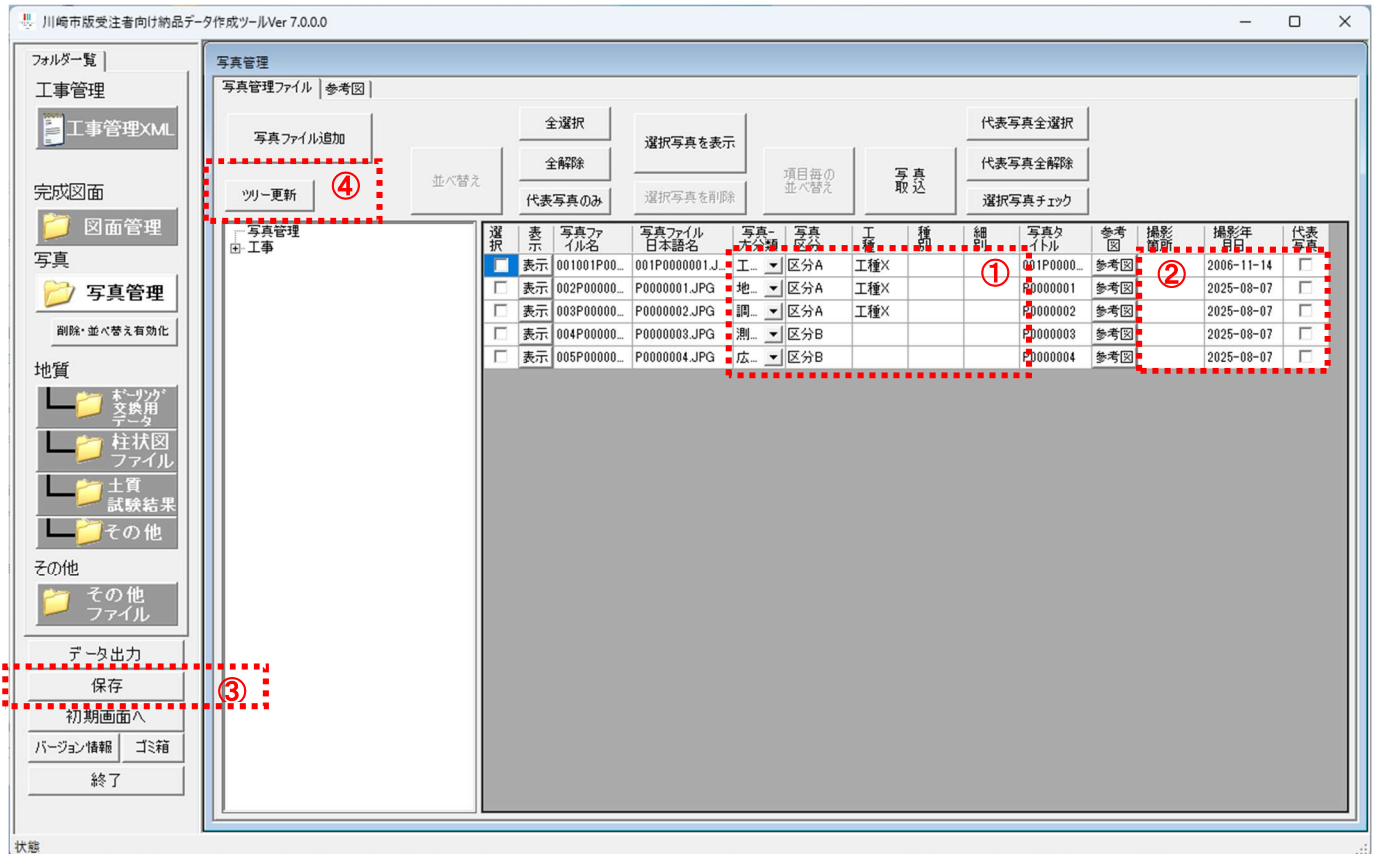 川崎市版受注者向け納品データ作成ツールVer 7.0.0.0
フォルダ一覧
工事管理
工事管理XML
完成図面
図面管理
写真
写真管理
削除・並べ替え有効化
地質
ボーリング
交換用
データ
柱状図
ファイル
土質
試験結果
その他
その他
その他
ファイル
データ出力
保存
③
初期画面へ
バージョン情報 ゴミ箱
終了
状態
写真管理
写真管理ファイル 参考図
写真ファイル追加
ツリー更新
④
並べ替え
全選択
全解除
代表写真のみ
選択写真を表示
選択写真を削除
項目毎の
並べ替え
写真
取込
代表写真全選択
代表写真全解除
選択写真チェック
写真管理
工事
選択 表示 写真ファイル名 写真ファイル日本語名 写真-大分類 写真区分 工種 種別 細別 写真タイトル 参考図 撮影箇所 撮影年月日 代表写真
表示 001001P00... 001P0000001.J... 工... 区分A 工種X 001P0000... 参考図 2006-11-14
①
②
表示 002P00000... P0000001.JPG 地... 区分A 工種X P0000001 参考図 2025-08-07
表示 003P00000... P0000002.JPG 調... 区分A 工種X P0000002 参考図 2025-08-07
表示 004P00000... P0000003.JPG 測... 区分B P0000003 参考図 2025-08-07
表示 005P00000... P0000004.JPG 広... 区分B P0000004 参考図 2025-08-07